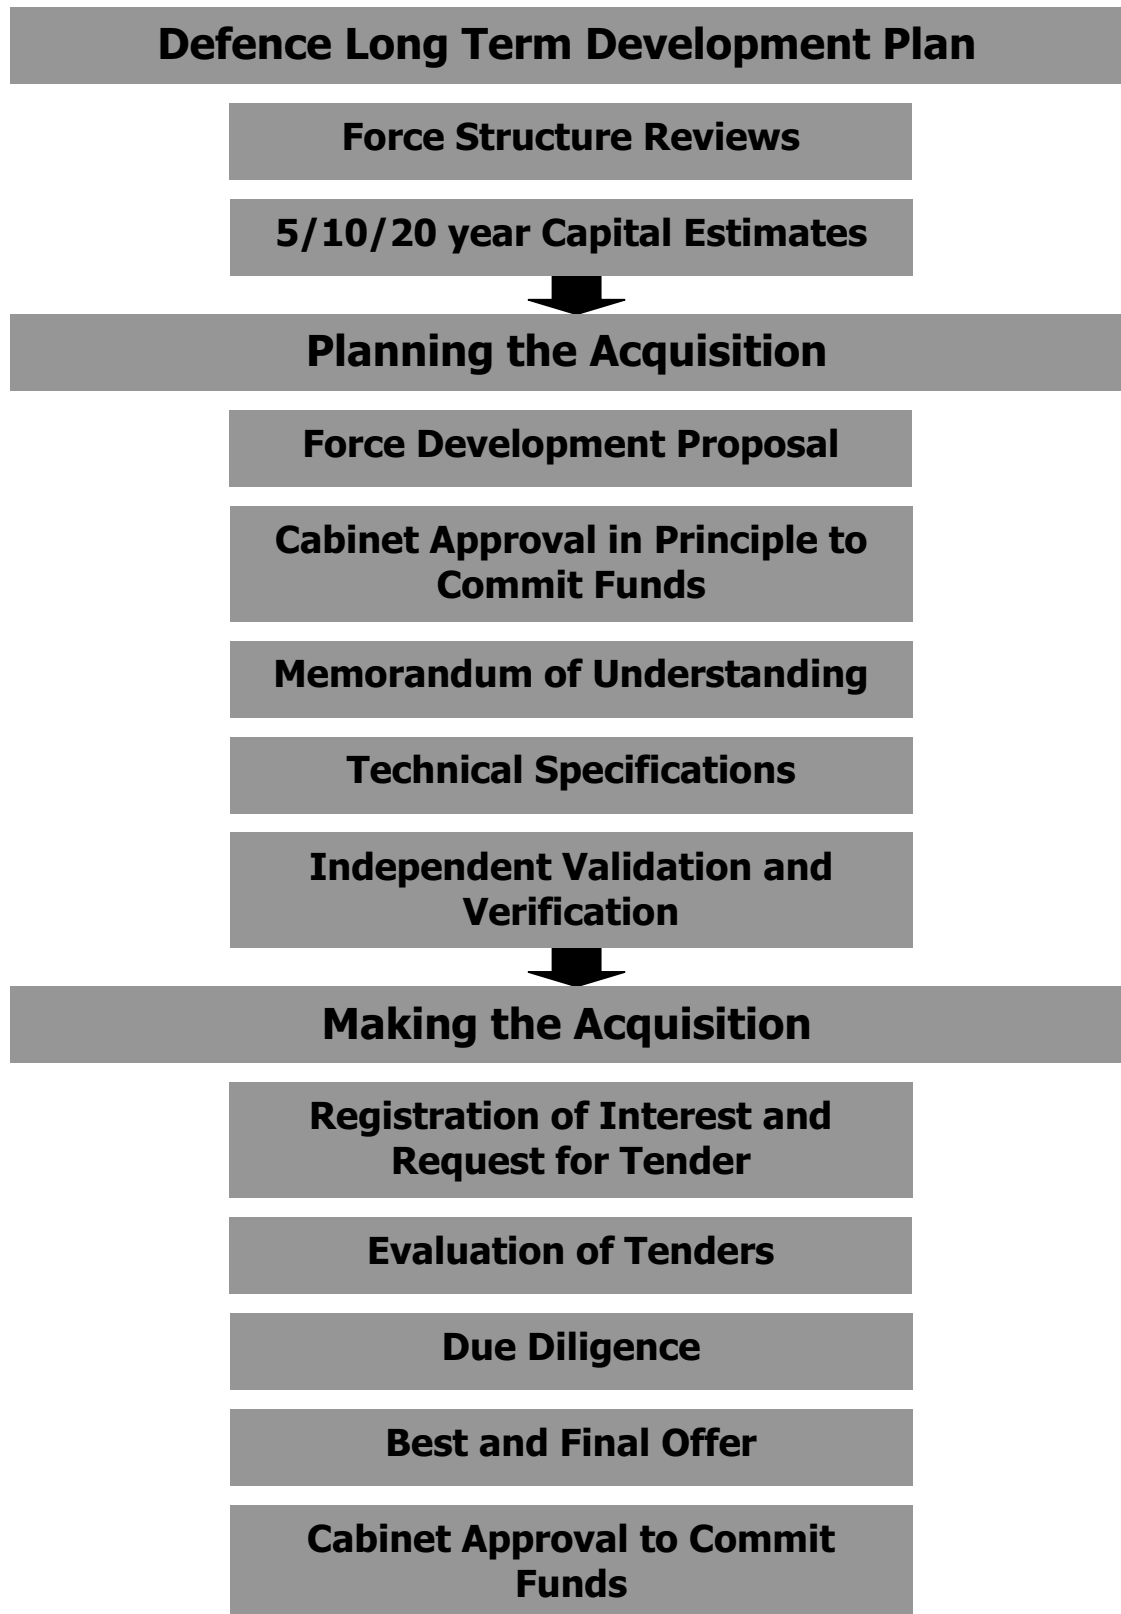 Defence Long Term Development Plan
Force Structure Reviews
5/10/20 year Capital Estimates
Planning the Acquisition
Force Development Proposal
Cabinet Approval in Principle to
Commit Funds
Memorandum of Understanding
Technical Specifications
Independent Validation and
Verification
Making the Acquisition
Registration of Interest and
Request for Tender
Evaluation of Tenders
Due Diligence
Best and Final Offer
Cabinet Approval to Commit
Funds